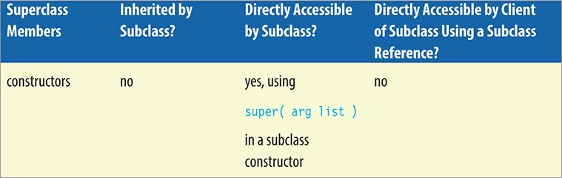 Superclass Members
Inherited by Subclass?
Directly Accessible by Subclass?
Directly Accessible by Client of Subclass Using a Subclass Reference?
constructors
no
yes, using
super( arg list )
in a subclass
constructor
no